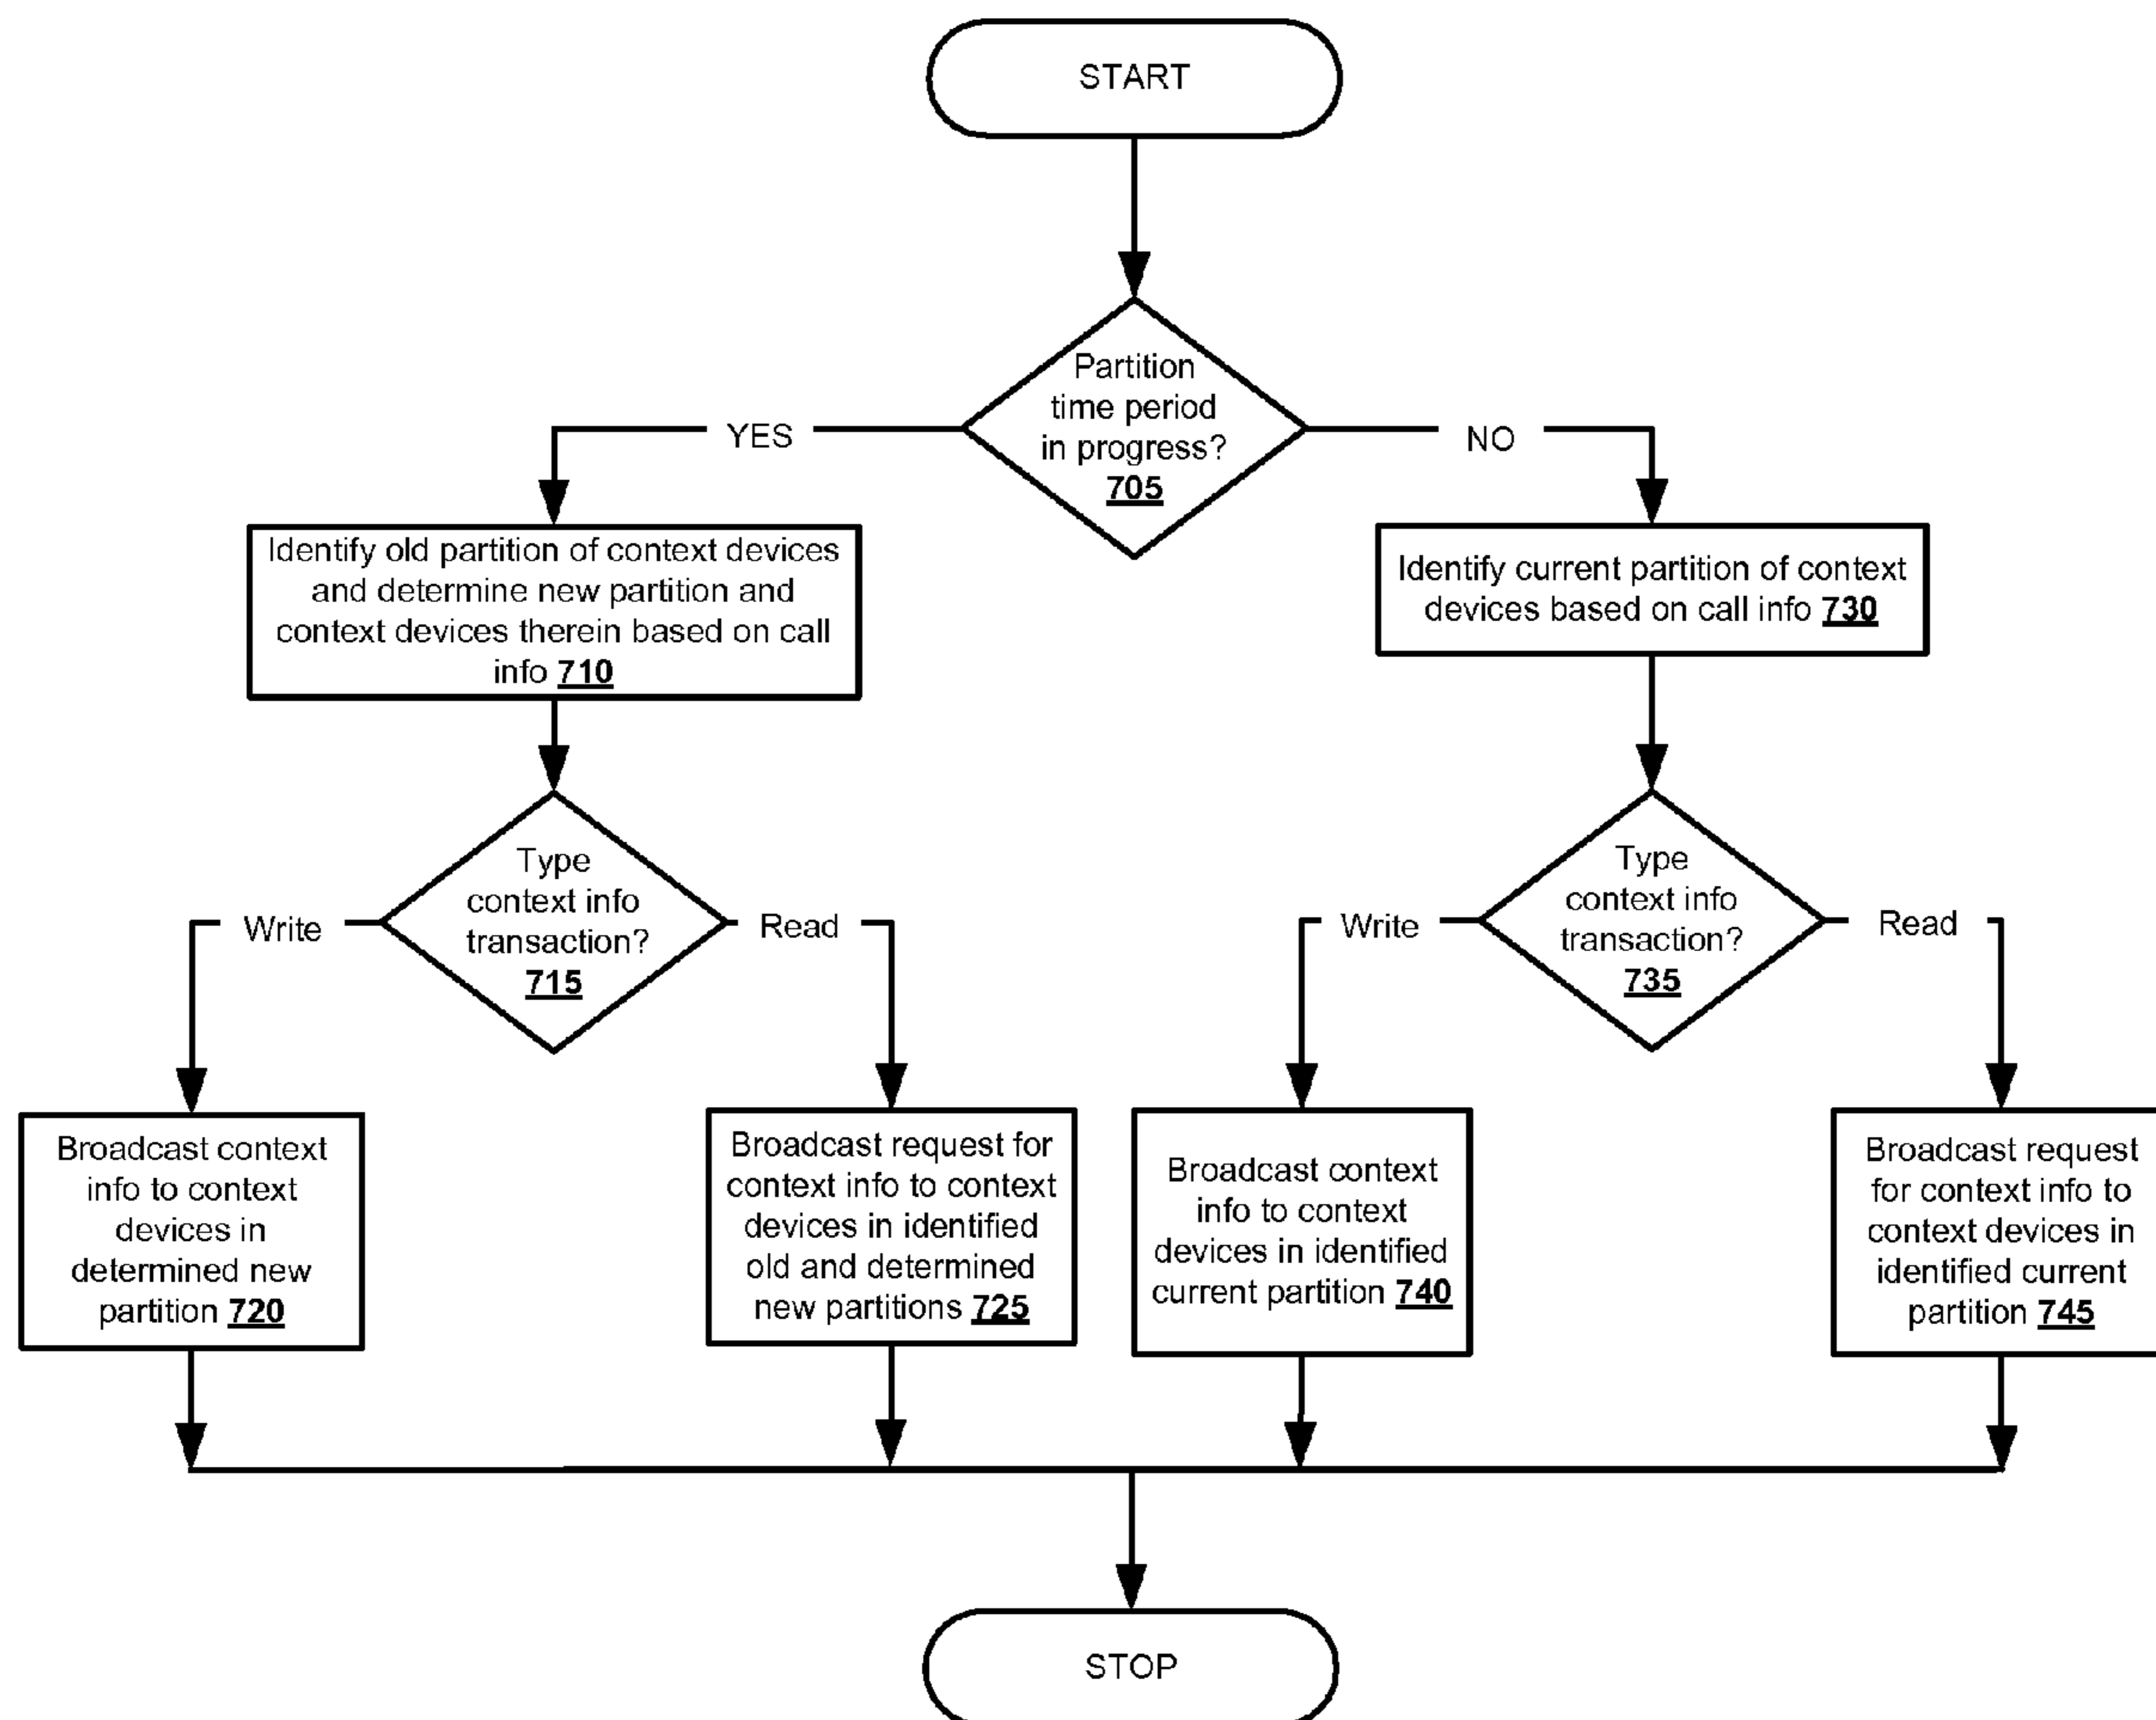 START
Partition
time period
in progress?
705
YES
NO
Identify old partition of context devices
and determine new partition and
context devices therein based on call
info 710
Identify current partition of context
devices based on call info 730
Type
context info
transaction?
715
Write
Read
Type
context info
transaction?
735
Write
Read
Broadcast context
info to context
devices in
determined new
partition 720
Broadcast request for
context info to context
devices in identified
old and determined
new partitions 725
Broadcast context
info to context
devices in identified
current partition 740
Broadcast request
for context info to
context devices in
identified current
partition 745
STOP